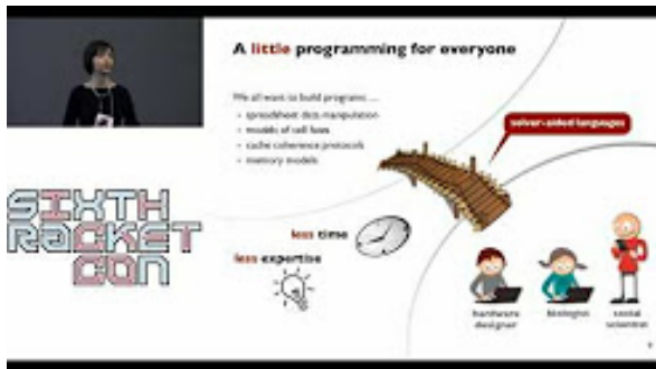 A little programming for everyone
We all want to build programs …
• spreadsheet data manipulation
• models of cell fates
• cache coherence protocols
• memory models
solver-aided languages
less time
less expertise
SIXTH
RACKET
CON
hardware
designer
biologist
social
scientist